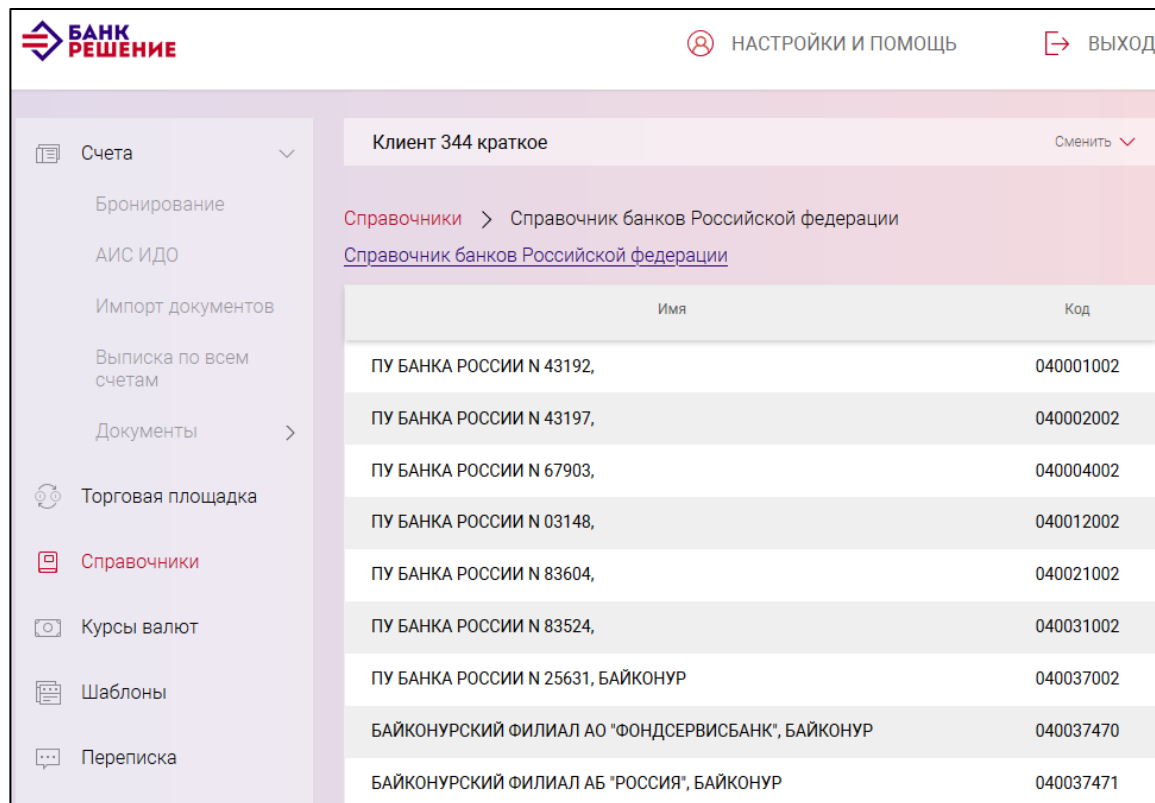 БАНК
РЕШЕНИЕ
НАСТРОЙКИ И ПОМОЩЬ
ВЫХОД
Счета
Бронирование
АИС ИДО
Импорт документов
Выписка по всем
счетам
Документы
Торговая площадка
Справочники
Курсы валют
Шаблоны
Переписка
Клиент 344 краткое
Сменить
Справочники > Справочник банков Российской федерации
Справочник банков Российской федерации
Имя Код
ПУ БАНКА РОССИИ N 43192, 040001002
ПУ БАНКА РОССИИ N 43197, 040002002
ПУ БАНКА РОССИИ N 67903, 040004002
ПУ БАНКА РОССИИ N 03148, 040012002
ПУ БАНКА РОССИИ N 83604, 040021002
ПУ БАНКА РОССИИ N 83524, 040031002
ПУ БАНКА РОССИИ N 25631, БАЙКОНУР 040037002
БАЙКОНУРСКИЙ ФИЛИАЛ АО "ФОНДСЕРВИСБАНК", БАЙКОНУР 040037470
БАЙКОНУРСКИЙ ФИЛИАЛ АБ "РОССИЯ", БАЙКОНУР 040037471